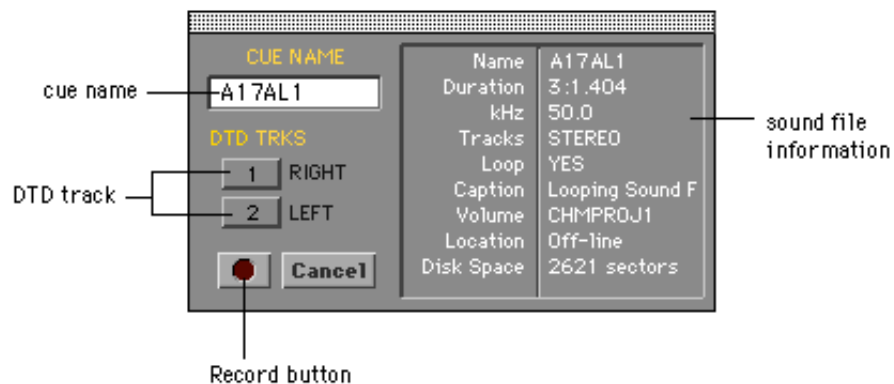 CUE NAME
cue name
A17AL1
DTD TRKS
DTD track
1 RIGHT
2 LEFT
Cancel
Record button
Name A17AL1
Duration 3:1.404
kHz 50.0
Tracks STEREO
Loop YES
Caption Looping Sound F
Volume CHMPROJ1
Location Off-line
Disk Space 2621 sectors
sound file
information